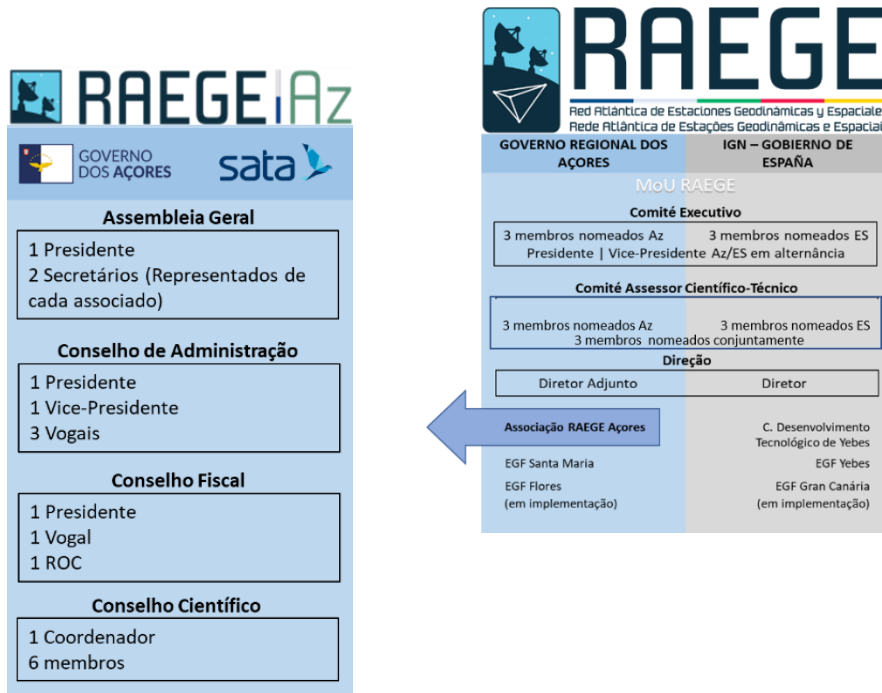 RAEGE Az
GOVERNO
DOS AÇORES
sata
Assembleia Geral
1 Presidente
2 Secretários (Representados de
cada associado)
Conselho de Administração
1 Presidente
1 Vice-Presidente
3 Vogais
Conselho Fiscal
1 Presidente
1 Vogal
1 ROC
Conselho Científico
1 Coordenador
6 membros
RAEGE
Red Atlántica de Estaciones Geodinámicas y Espaciale
Rede Atlântica de Estações Geodinâmicas e Espaciai
GOVERNO REGIONAL DOS
AÇORES
IGN – GOBIERNO DE
ESPAÑA
MoU RAEGE
Comité Executivo
3 membros nomeados Az 3 membros nomeados ES
Presidente | Vice-Presidente Az/ES em alternância
Comité Assessor Científico-Técnico
3 membros nomeados Az 3 membros nomeados ES
3 membros nomeados conjuntamente
Direção
Diretor Adjunto Diretor
Associação RAEGE Açores
EGF Santa Maria
EGF Flores
(em implementação)
C. Desenvolvimento
Tecnológico de Yebes
EGF Yebes
EGF Gran Canária
(em implementação)